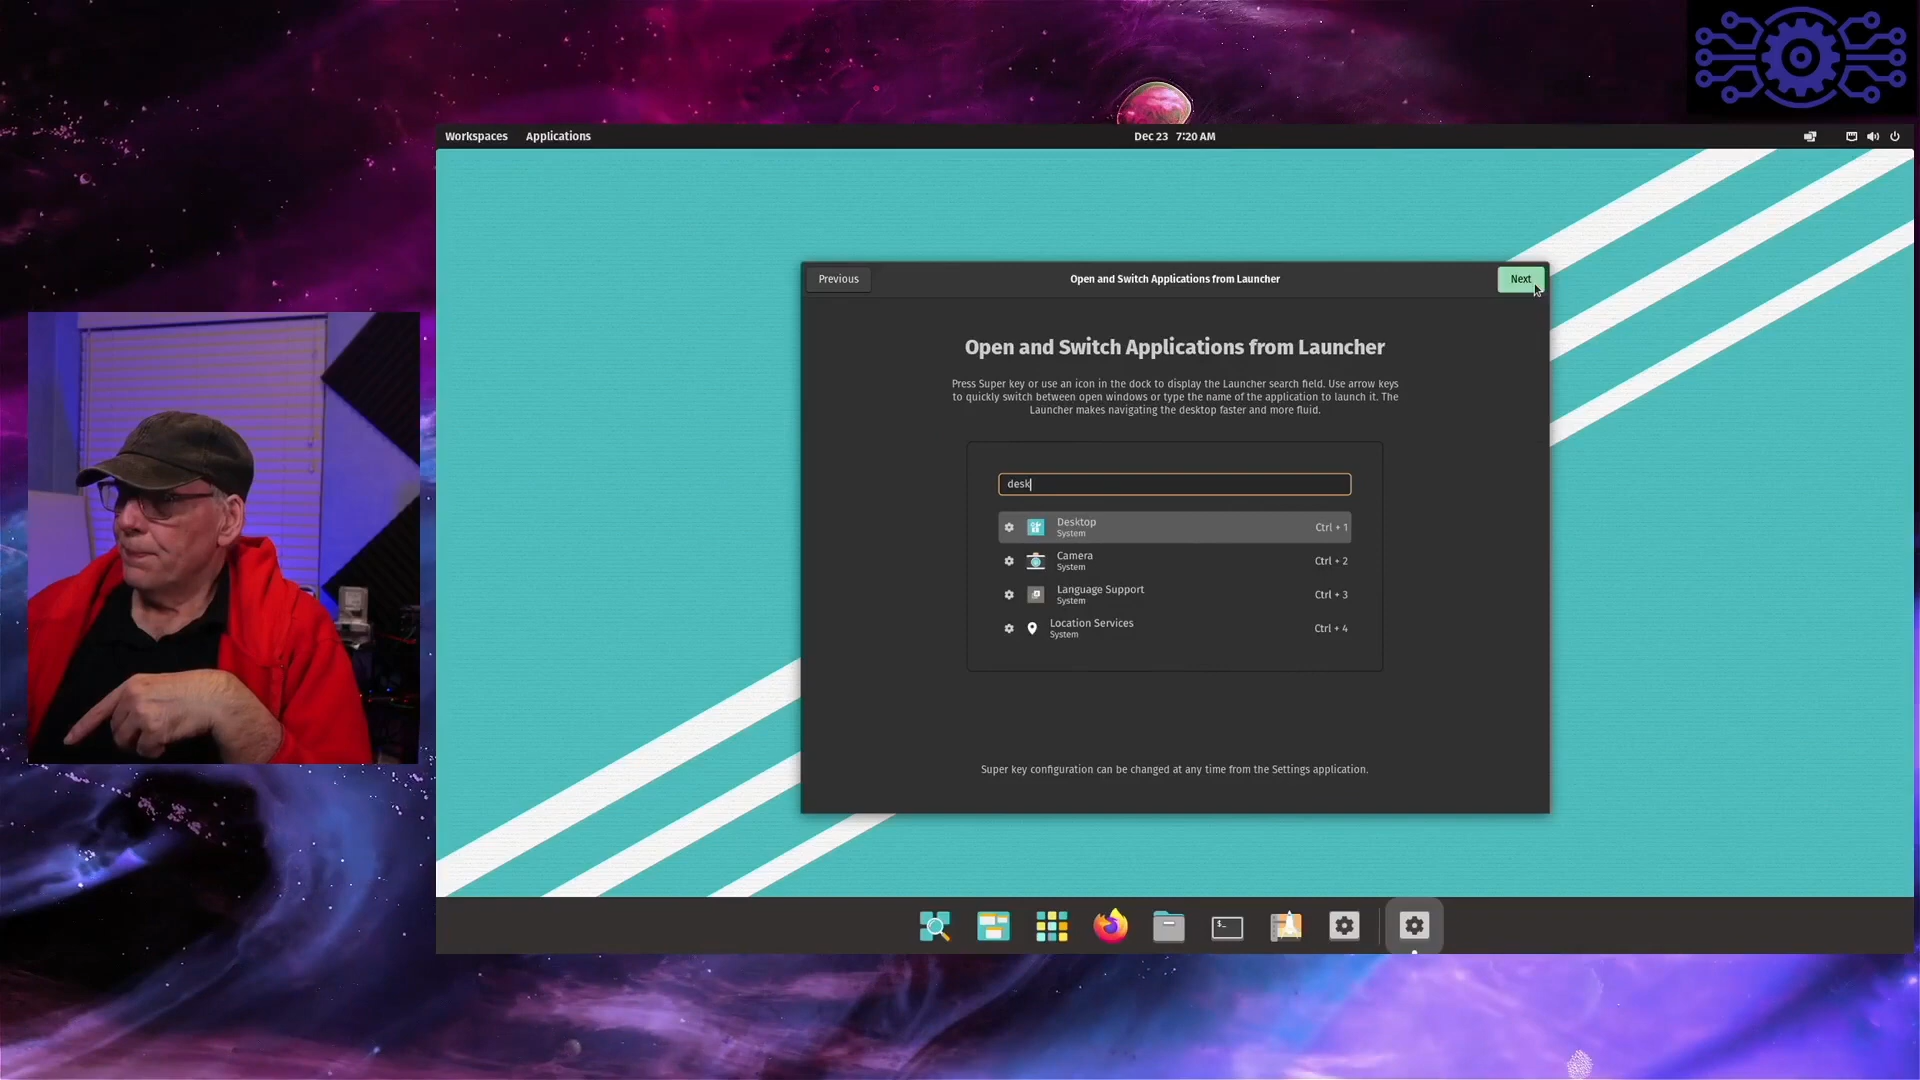 Workspaces Applications Dec 23 7:20 AM
Previous Open and Switch Applications from Launcher Next
Open and Switch Applications from Launcher
Press Super key or use an icon in the dock to display the Launcher search field. Use arrow keys
to quickly switch between open windows or type the name of the application to launch it. The
Launcher makes navigating the desktop faster and more fluid.
desk
Desktop Ctrl + 1
System
Camera Ctrl + 2
System
Language Support Ctrl + 3
System
Location Services Ctrl + 4
System
Super key configuration can be changed at any time from the Settings application.
$_